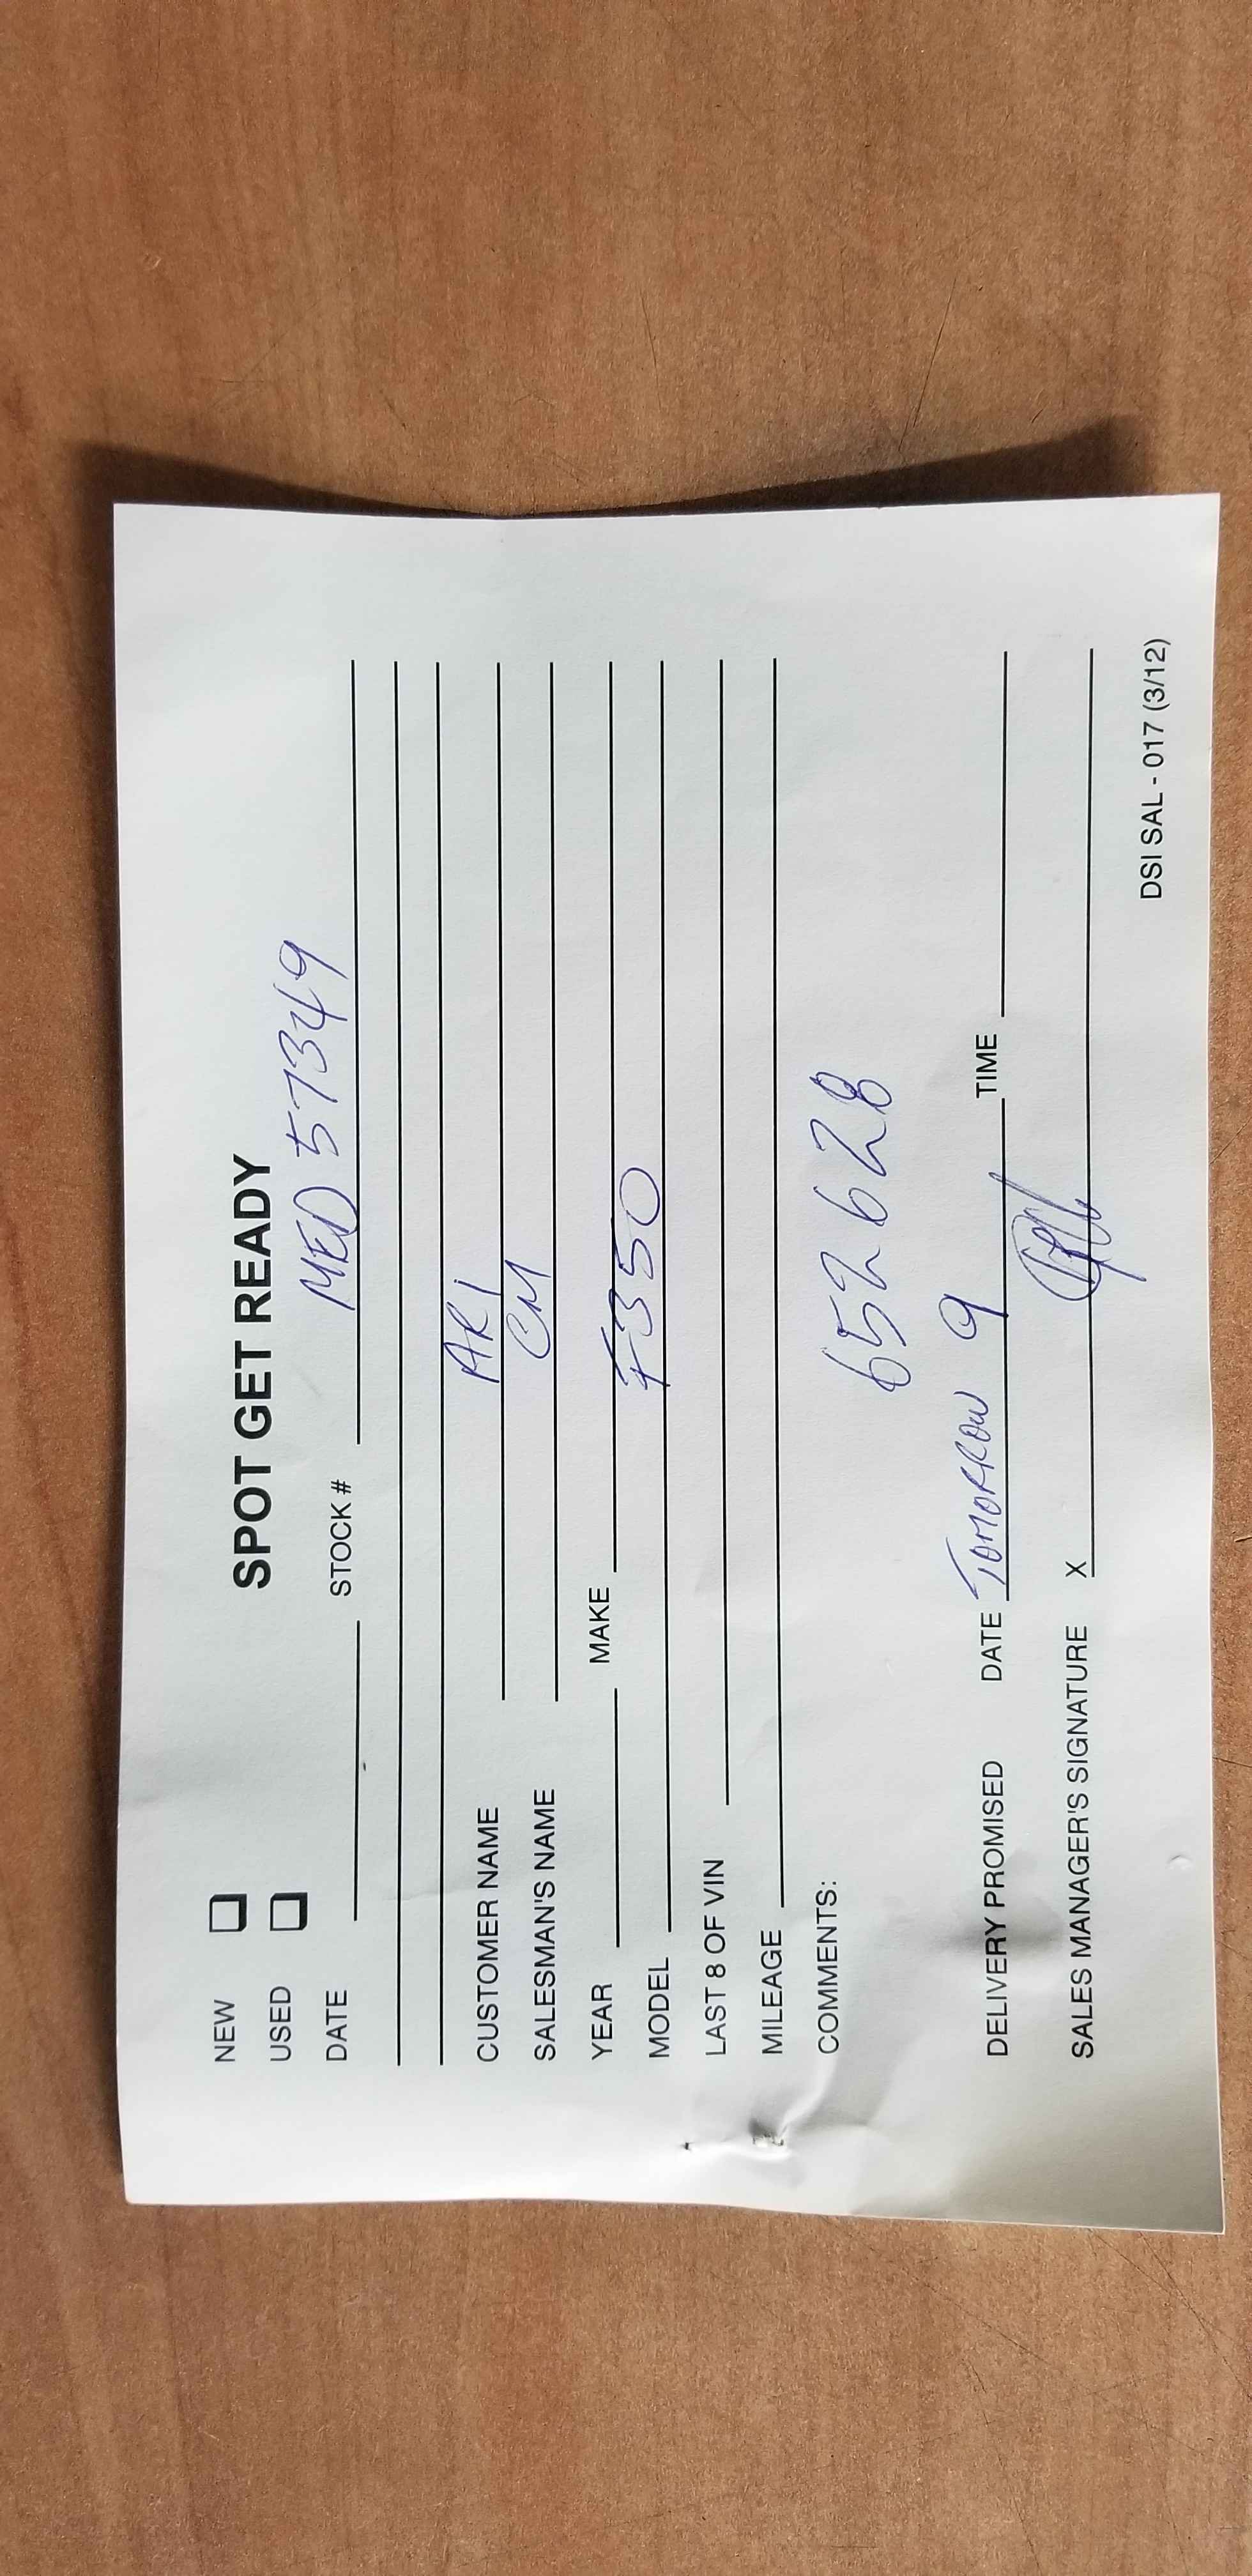 SPOT GET READY
NEW
USED
DATE STOCK # MED 57349
CUSTOMER NAME ARI
SALESMAN'S NAME CM
YEAR MAKE
MODEL F350
LAST 8 OF VIN
MILEAGE
COMMENTS:
652628
DELIVERY PROMISED DATE TOMORROW 9 TIME
SALES MANAGER'S SIGNATURE X
DSI SAL - 017 (3/12)